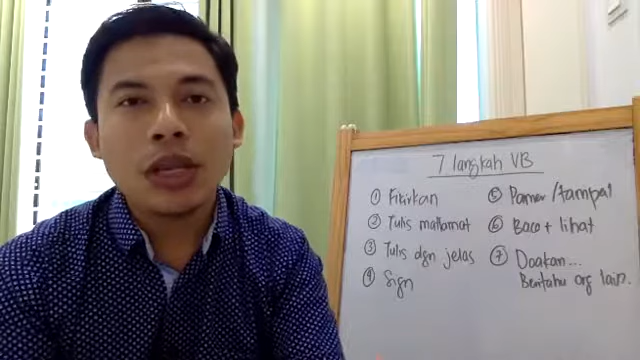 7 langkah VB
① Fikirkan
② Tulis matlamat
③ Tulis dgn jelas
④ Sign
⑤ Pamer/tampal
⑥ Baca + lihat
⑦ Doakan...
Beritahu org lain.